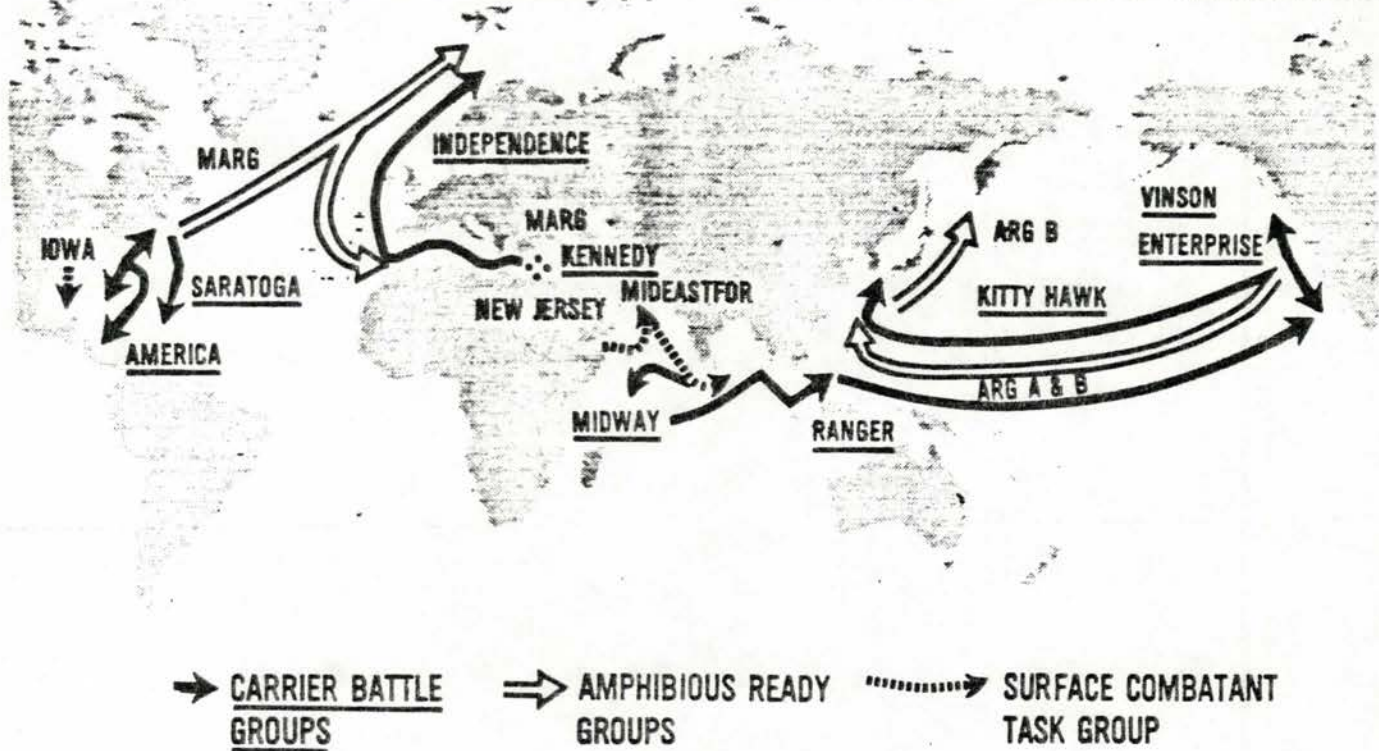 MARG
INDEPENDENCE
IOWA
SARATOGA
AMERICA
MARG
KENNEDY
NEW JERSEY
MIDEASTFOR
MIDWAY
RANGER
ARG B
VINSON
ENTERPRISE
KITTY HAWK
ARG A & B
CARRIER BATTLE
GROUPS
AMPHIBIOUS READY
GROUPS
SURFACE COMBATANT
TASK GROUP